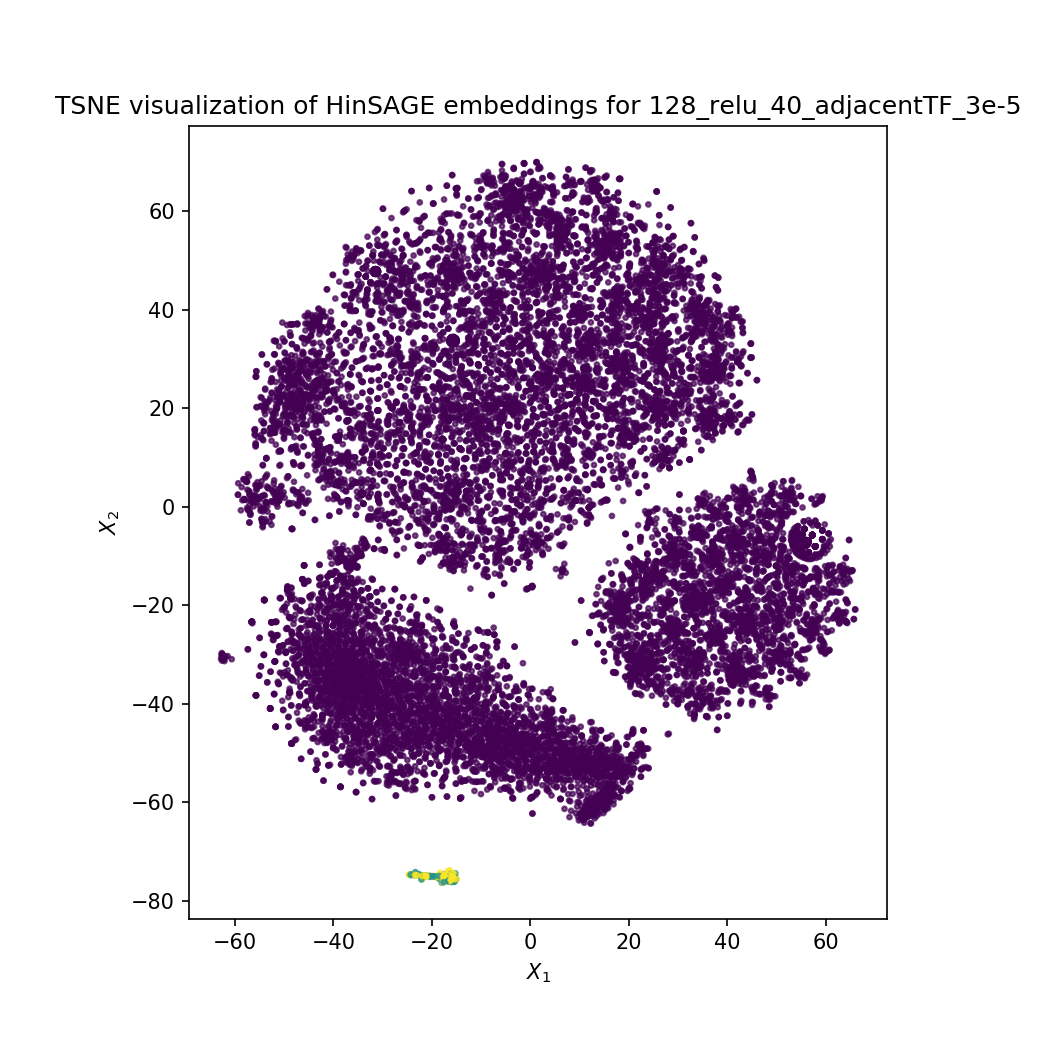 TSNE visualization of HinSAGE embeddings for 128_relu_40_adjacentTF_3e-5
60
40
20
0
−20
−40
−60
−80
X₂
−60 −40 −20 0 20 40 60
X₁